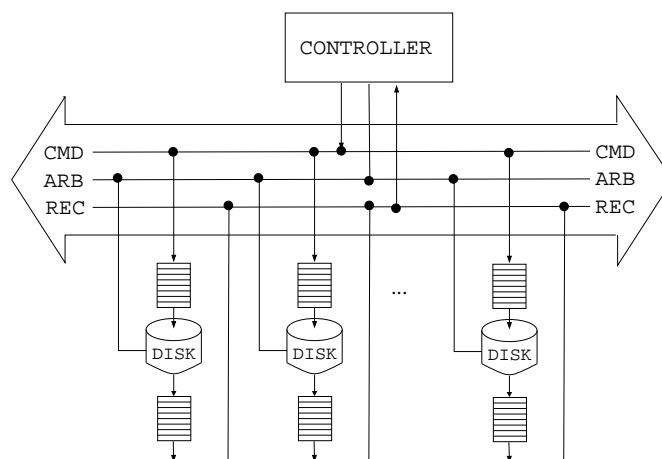 CONTROLLER
CMD CMD
ARB ARB
REC REC
...
DISK DISK DISK